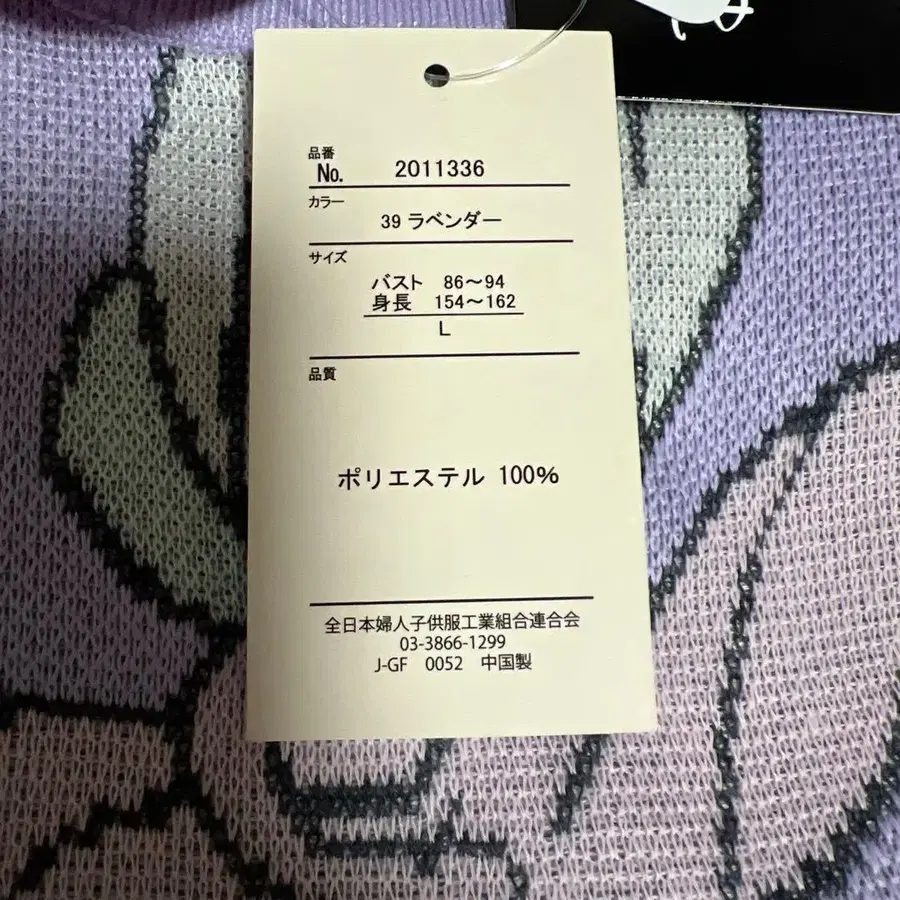 品番
No. 2011336
カラー
39 ラベンダー
サイズ
バスト 86～94
身長 154～162
L
品質
ポリエステル 100%
全日本婦人子供服工業組合連合会
03-3866-1299
J-GF 0052 中国製